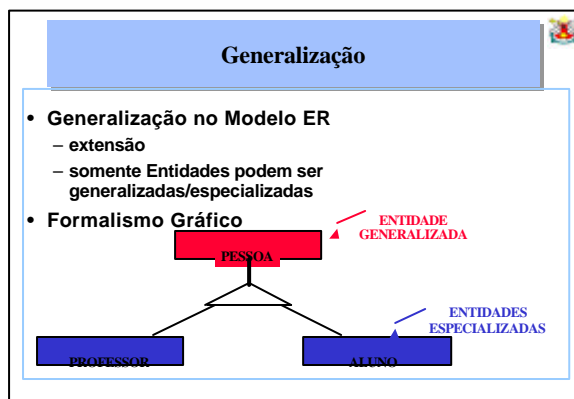 Generalização
• Generalização no Modelo ER
– extensão
– somente Entidades podem ser
generalizadas/especializadas
• Formalismo Gráfico
ENTIDADE
GENERALIZADA
PESSOA
ENTIDADES
ESPECIALIZADAS
PROFESSOR
ALUNO